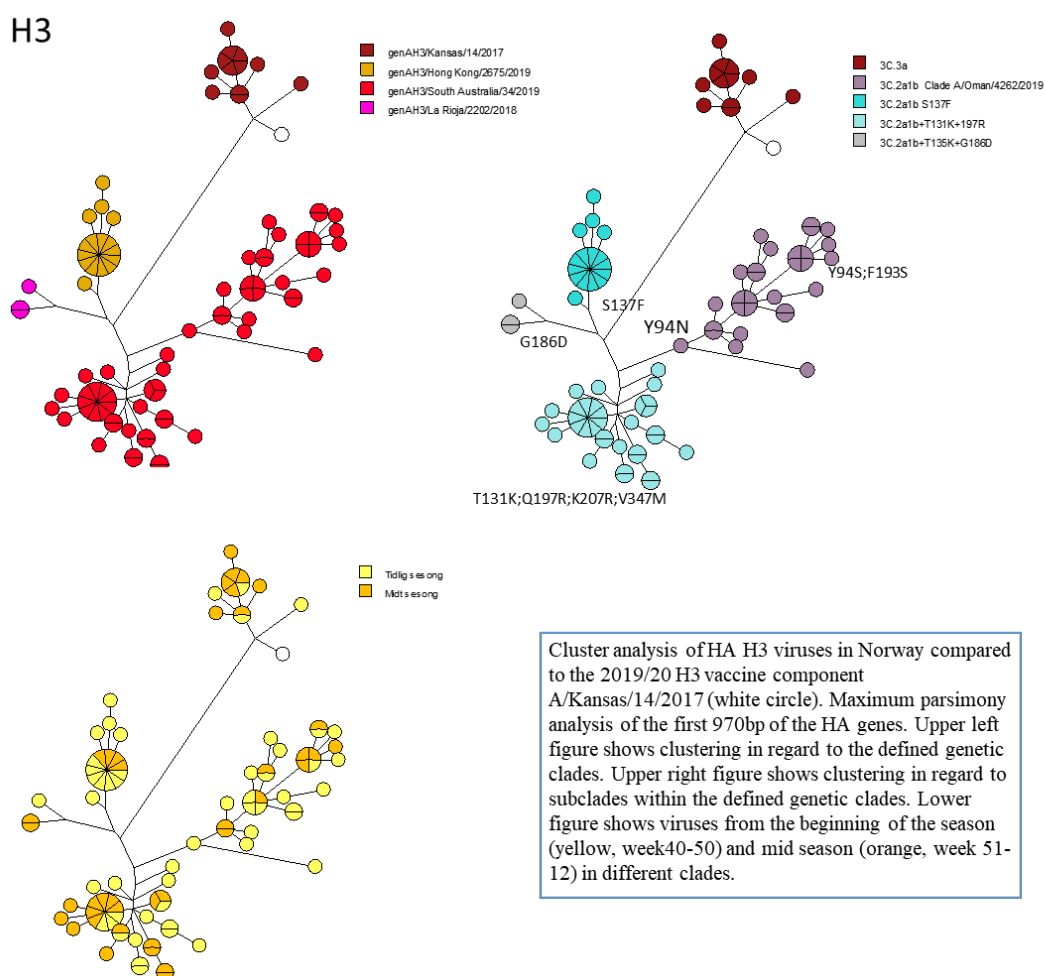 H3
genAH3/Kansas/14/2017
genAH3/Hong Kong/2675/2019
genAH3/South Australia/34/2019
genAH3/La Rioja/2202/2018
3C.3a
3C.2a1b Clade A/Oman/4262/2019
3C.2a1b S137F
3C.2a1b+T131K+197R
3C.2a1b+T135K+G186D
Y94S;F193S
S137F
Y94N
G186D
T131K;Q197R;K207R;V347M
Tidlig sesong
Midt sesong
Cluster analysis of HA H3 viruses in Norway compared
to the 2019/20 H3 vaccine component
A/Kansas/14/2017 (white circle). Maximum parsimony
analysis of the first 970bp of the HA genes. Upper left
figure shows clustering in regard to the defined genetic
clades. Upper right figure shows clustering in regard to
subclades within the defined genetic clades. Lower
figure shows viruses from the beginning of the season
(yellow, week40-50) and mid season (orange, week 51-
12) in different clades.